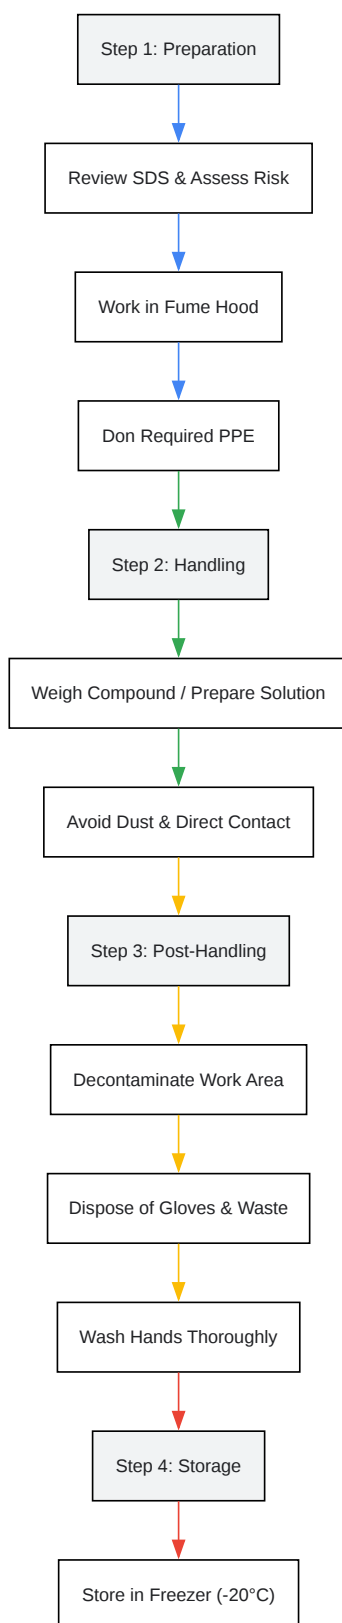 Step 1: Preparation
Review SDS & Assess Risk
Work in Fume Hood
Don Required PPE
Step 2: Handling
Weigh Compound / Prepare Solution
Avoid Dust & Direct Contact
Step 3: Post-Handling
Decontaminate Work Area
Dispose of Gloves & Waste
Wash Hands Thoroughly
Step 4: Storage
Store in Freezer (-20°C)